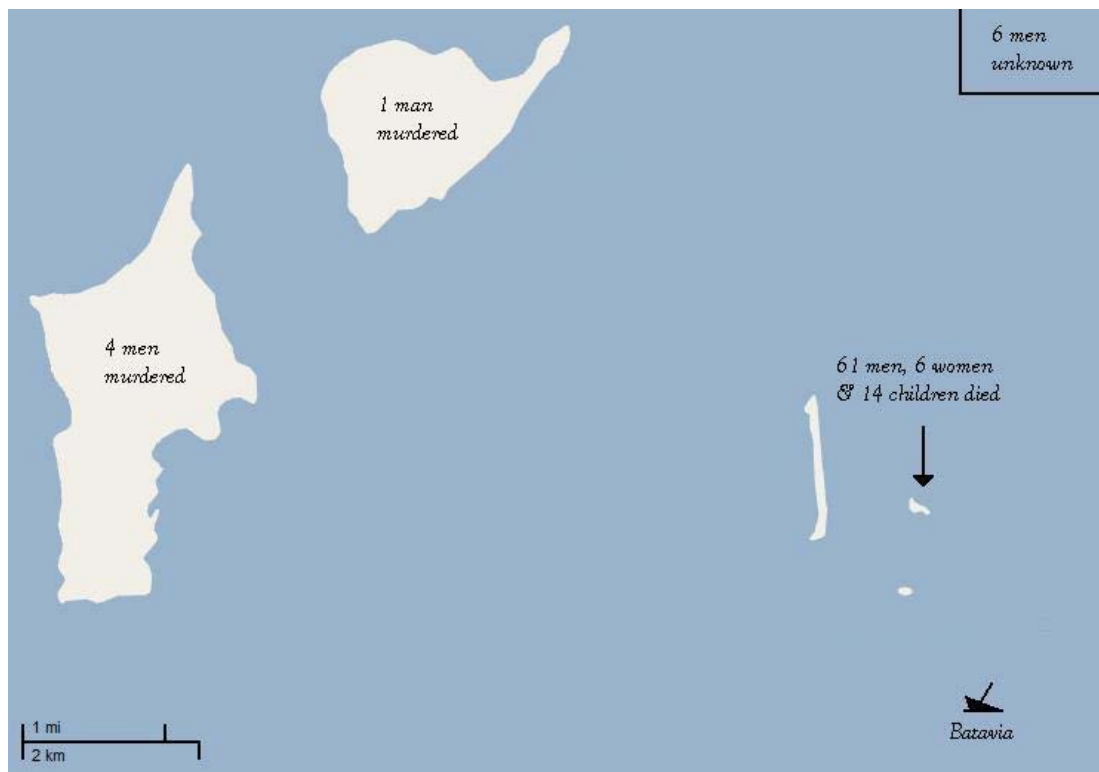 6 men
unknown
1 man
murdered
4 men
murdered
61 men, 6 women
& 14 children died
Batavia
1 mi
2 km